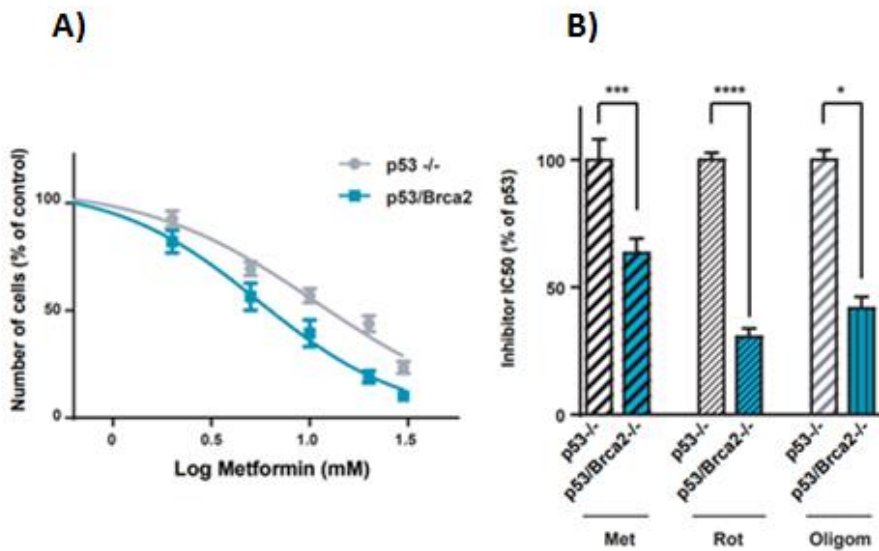 A)
Number of cells (% of control)
100
50
0
0
0.5
1.0
1.5
Log Metformin (mM)
p53 -/-
p53/Brca2
B)
Inhibitor IC50 (% of p53)
100
50
0
***
****
*
p53-/-
p53/Brca2-/-
p53-/-
p53/Brca2-/-
p53-/-
p53/Brca2-/-
Met
Rot
Oligom